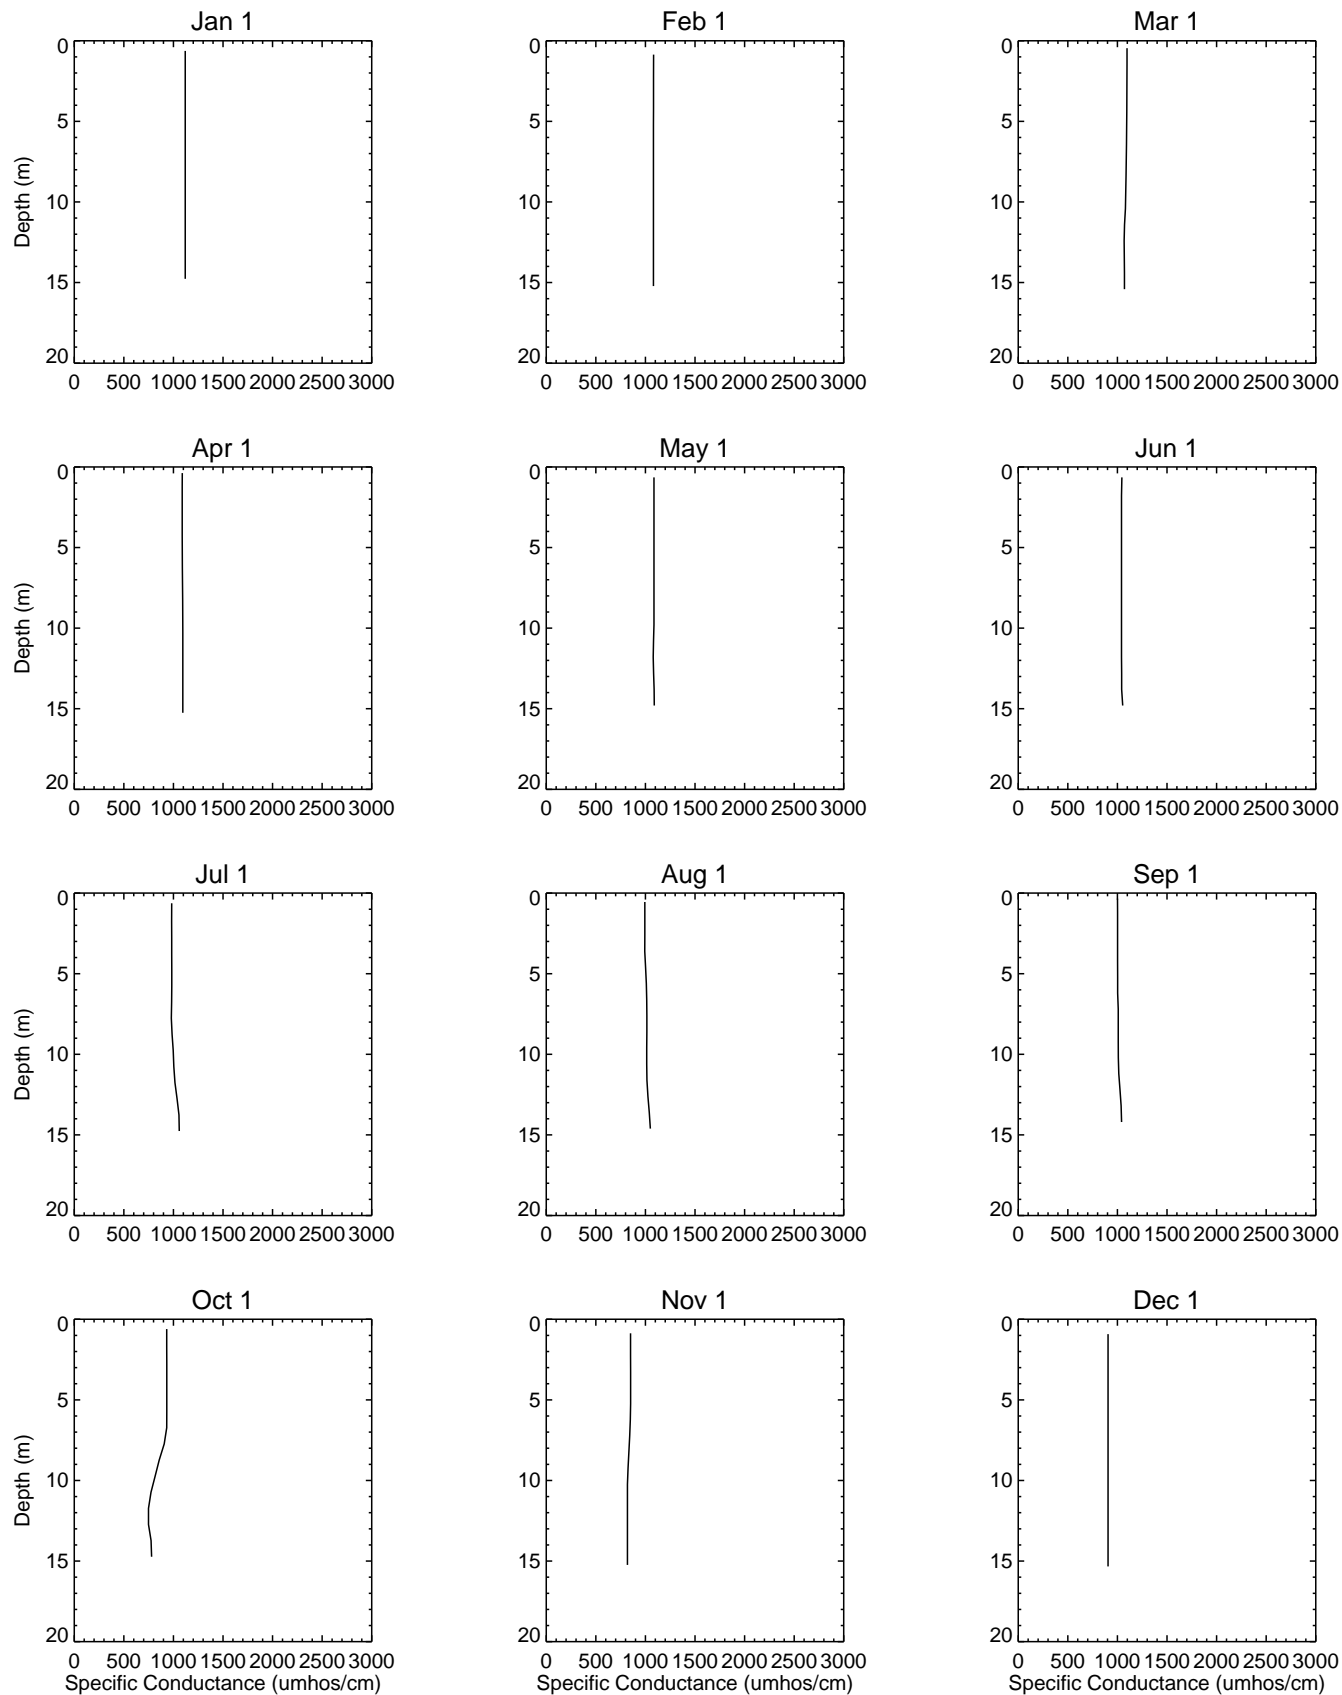 Jan 1 Feb 1 Mar 1
0 0 0
5 5 5
Depth (m)
10 10 10
15 15 15
20 20 20
0 500 1000 1500 2000 2500 3000 0 500 1000 1500 2000 2500 3000 0 500 1000 1500 2000 2500 3000
Apr 1 May 1 Jun 1
0 0 0
5 5 5
Depth (m)
10 10 10
15 15 15
20 20 20
0 500 1000 1500 2000 2500 3000 0 500 1000 1500 2000 2500 3000 0 500 1000 1500 2000 2500 3000
Jul 1 Aug 1 Sep 1
0 0 0
5 5 5
Depth (m)
10 10 10
15 15 15
20 20 20
0 500 1000 1500 2000 2500 3000 0 500 1000 1500 2000 2500 3000 0 500 1000 1500 2000 2500 3000
Oct 1 Nov 1 Dec 1
0 0 0
5 5 5
Depth (m)
10 10 10
15 15 15
20 20 20
0 500 1000 1500 2000 2500 3000 0 500 1000 1500 2000 2500 3000 0 500 1000 1500 2000 2500 3000
Specific Conductance (umhos/cm) Specific Conductance (umhos/cm) Specific Conductance (umhos/cm)